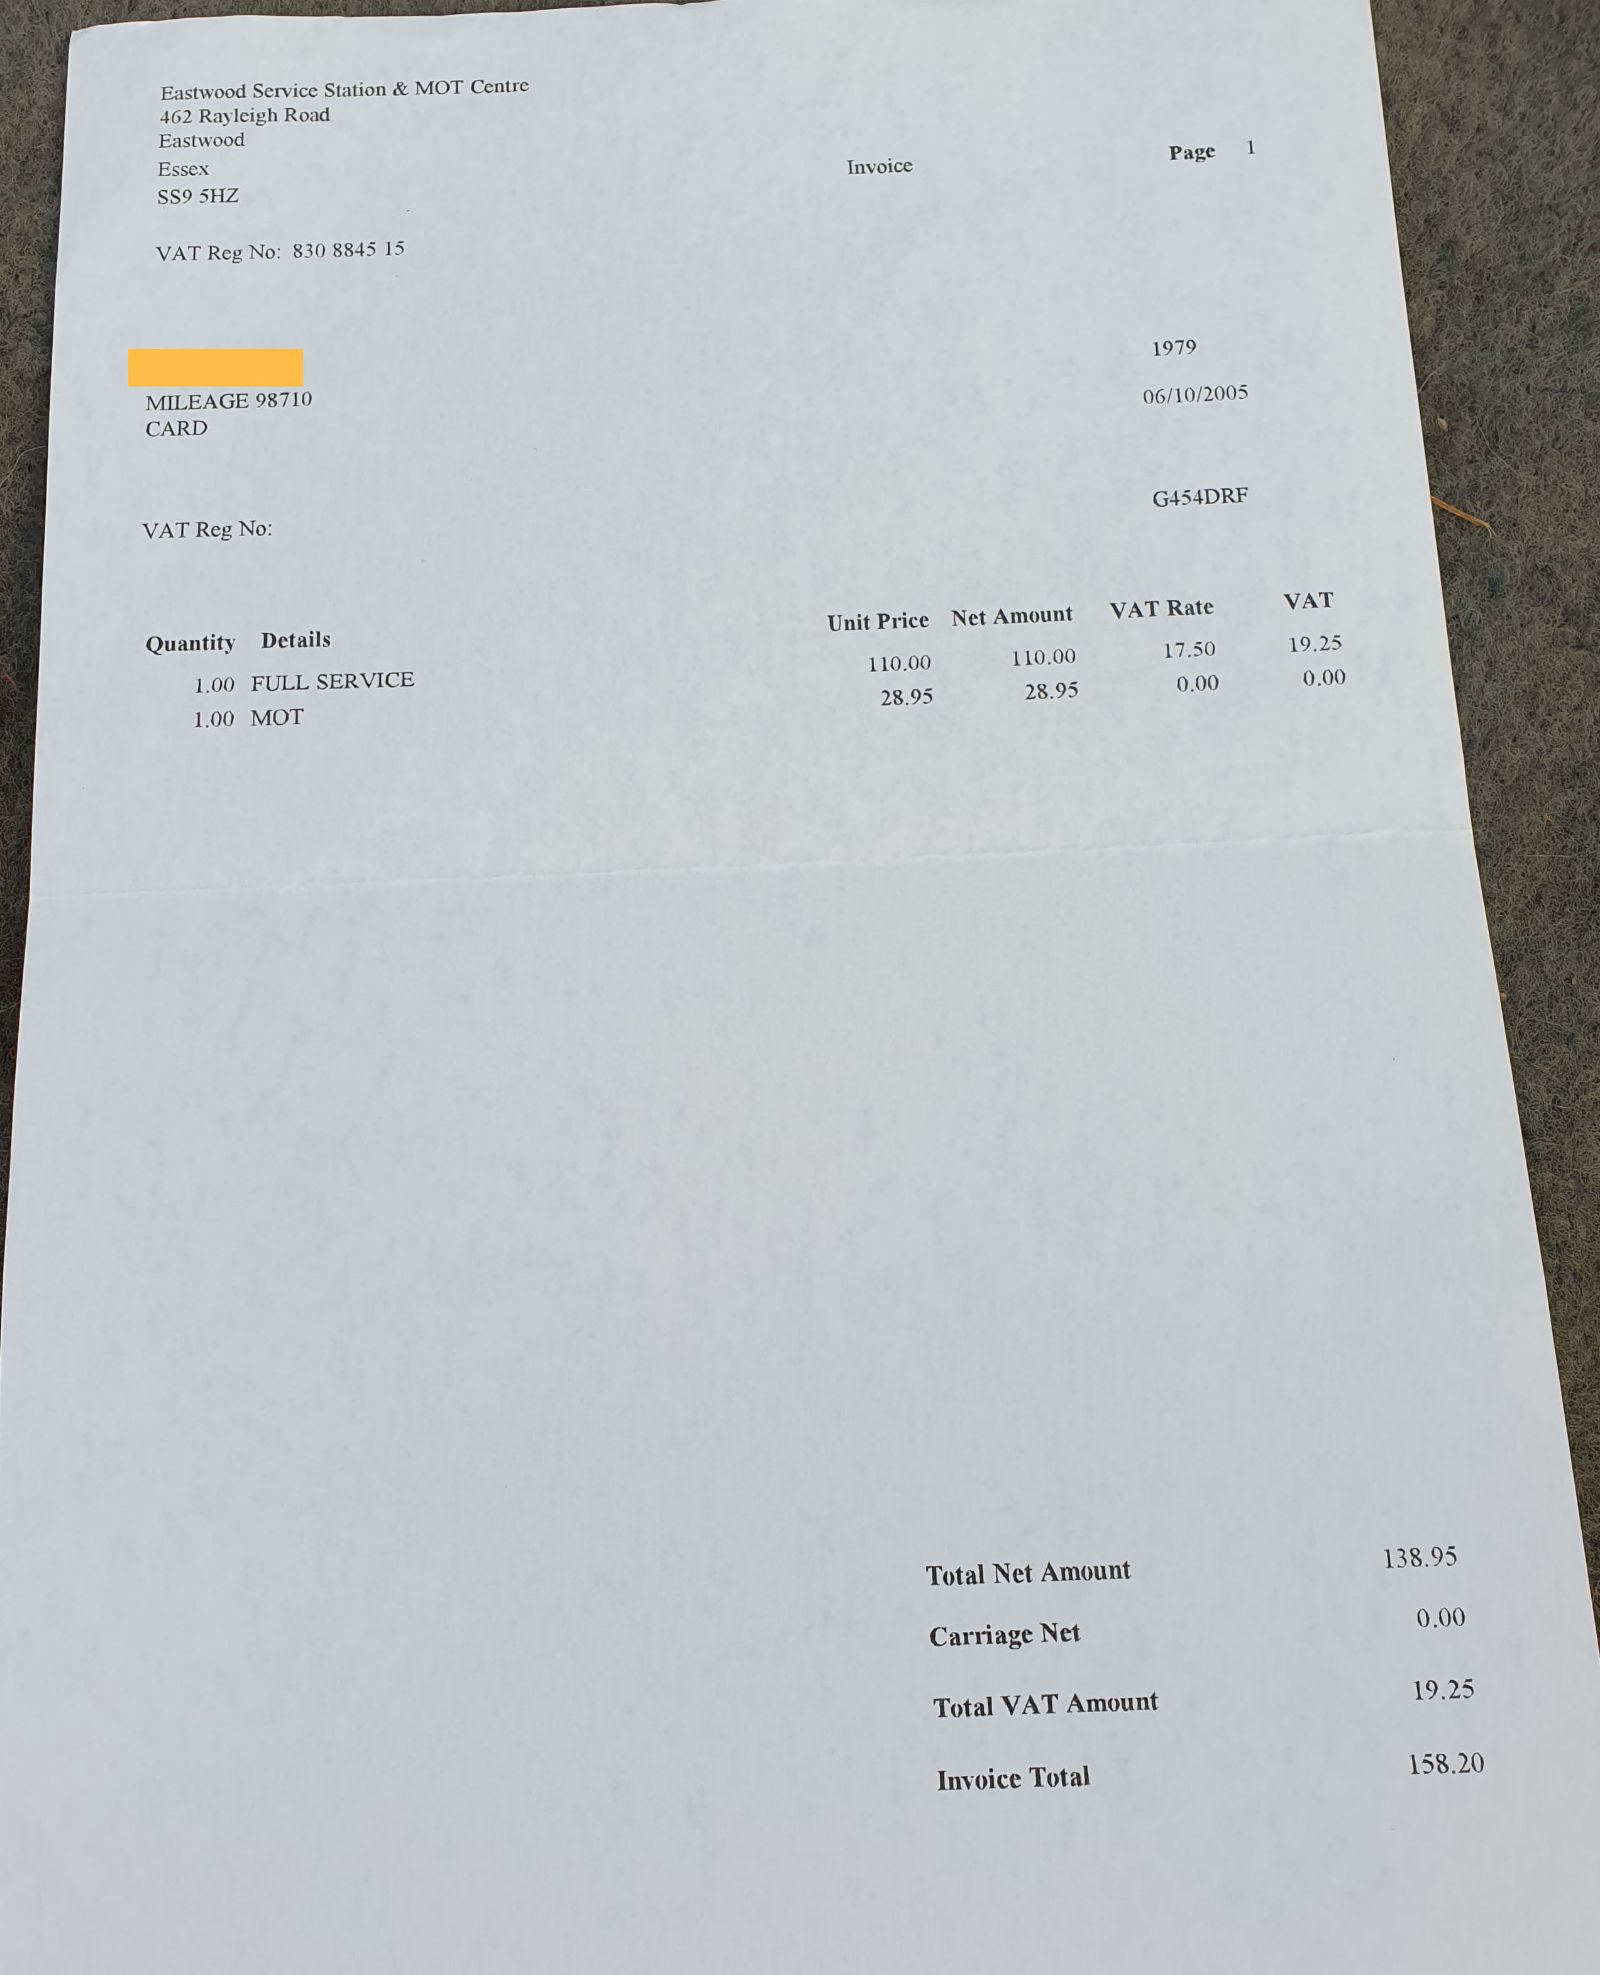 Eastwood Service Station & MOT Centre
462 Rayleigh Road
Eastwood
Essex
SS9 5HZ
Invoice
Page 1
VAT Reg No: 830 8845 15
1979
MILEAGE 98710
06/10/2005
CARD
G454DRF
VAT Reg No:
Quantity Details Unit Price Net Amount VAT Rate VAT
1.00 FULL SERVICE 110.00 110.00 17.50 19.25
1.00 MOT 28.95 28.95 0.00 0.00
Total Net Amount 138.95
Carriage Net 0.00
Total VAT Amount 19.25
Invoice Total 158.20